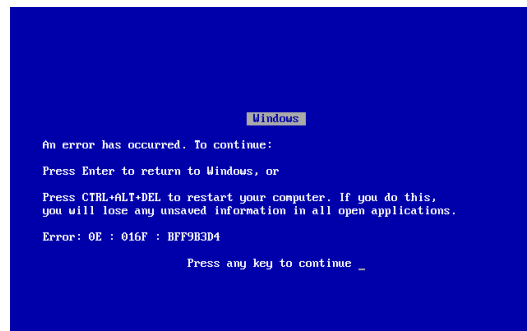 Windows
An error has occurred. To continue:
Press Enter to return to Windows, or
Press CTRL+ALT+DEL to restart your computer. If you do this,
you will lose any unsaved information in all open applications.
Error: 0E : 016F : BFF9B3D4
Press any key to continue _